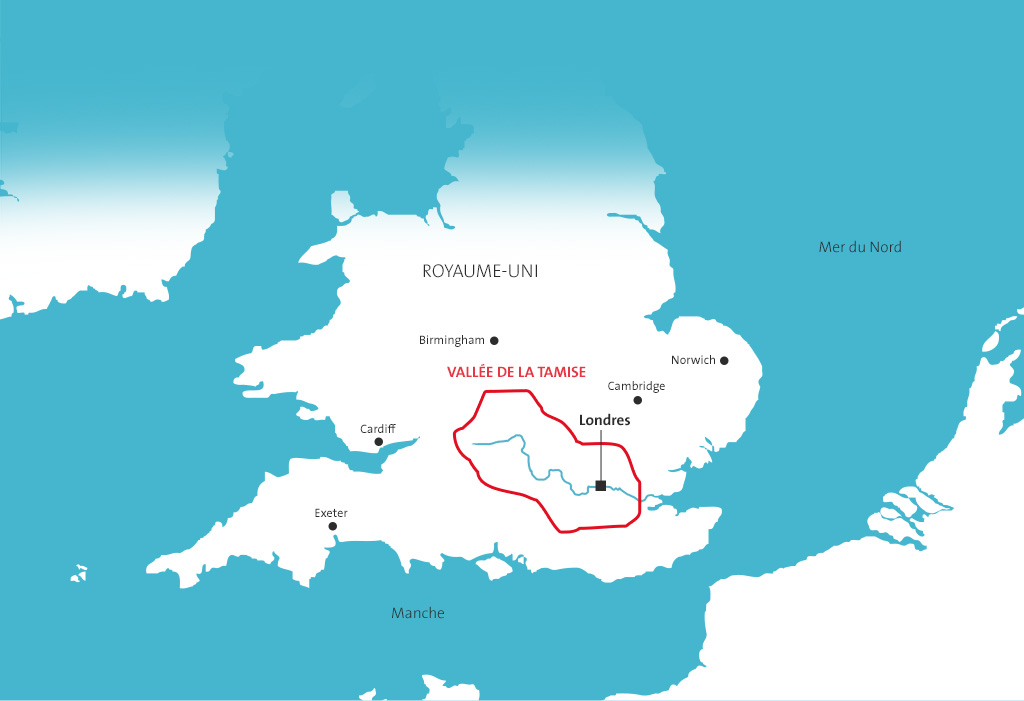 Mer du Nord
ROYAUME-UNI
Birmingham
Norwich
VALLÉE DE LA TAMISE
Cambridge
Londres
Cardiff
Exeter
Manche